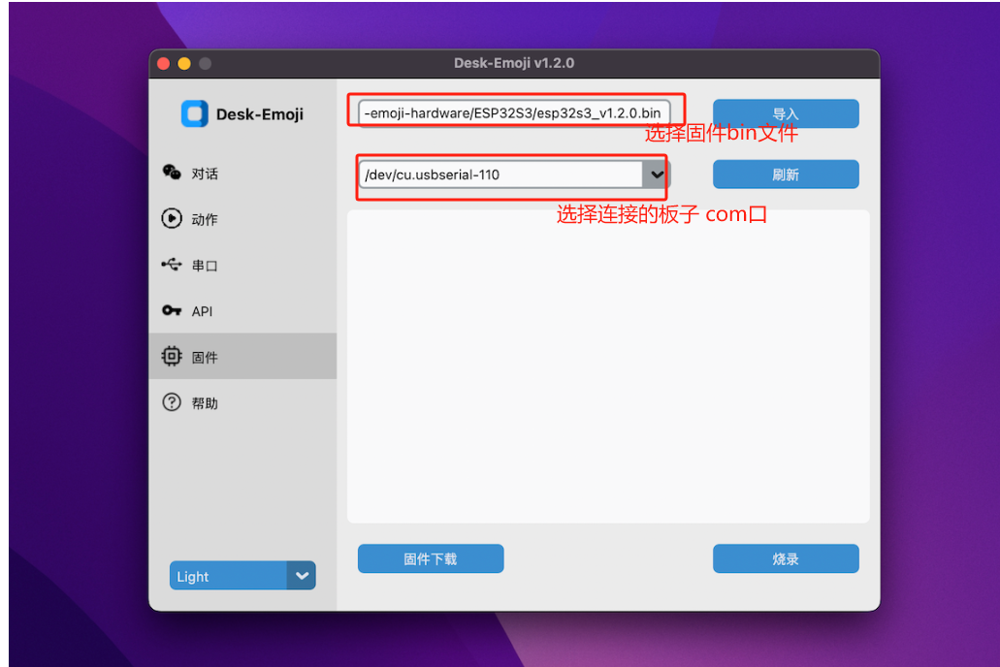 Desk-Emoji v1.2.0
Desk-Emoji
对话
动作
串口
API
固件
帮助
Light
-emoji-hardware/ESP32S3/esp32s3_v1.2.0.bin
导入
选择固件bin文件
/dev/cu.usbserial-110
刷新
选择连接的板子 com口
固件下载
烧录